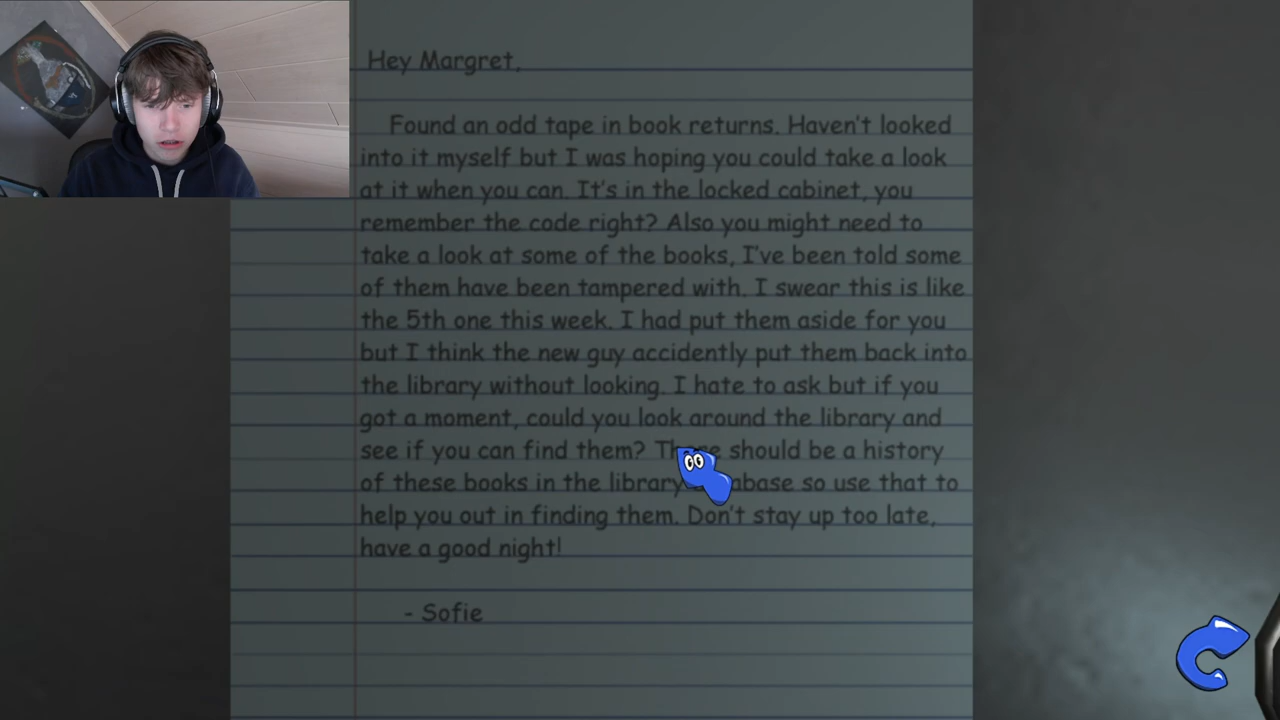 Hey Margret,
Found an odd tape in book returns. Haven't looked
into it myself but I was hoping you could take a look
at it when you can. It's in the locked cabinet, you
remember the code right? Also you might need to
take a look at some of the books, I've been told some
of them have been tampered with. I swear this is like
the 5th one this week. I had put them aside for you
but I think the new guy accidently put them back into
the library without looking. I hate to ask but if you
got a moment, could you look around the library and
see if you can find them? should be a history
of these books in the library so use that to
help you out in finding them. Don't stay up too late,
have a good night!
- Sofie